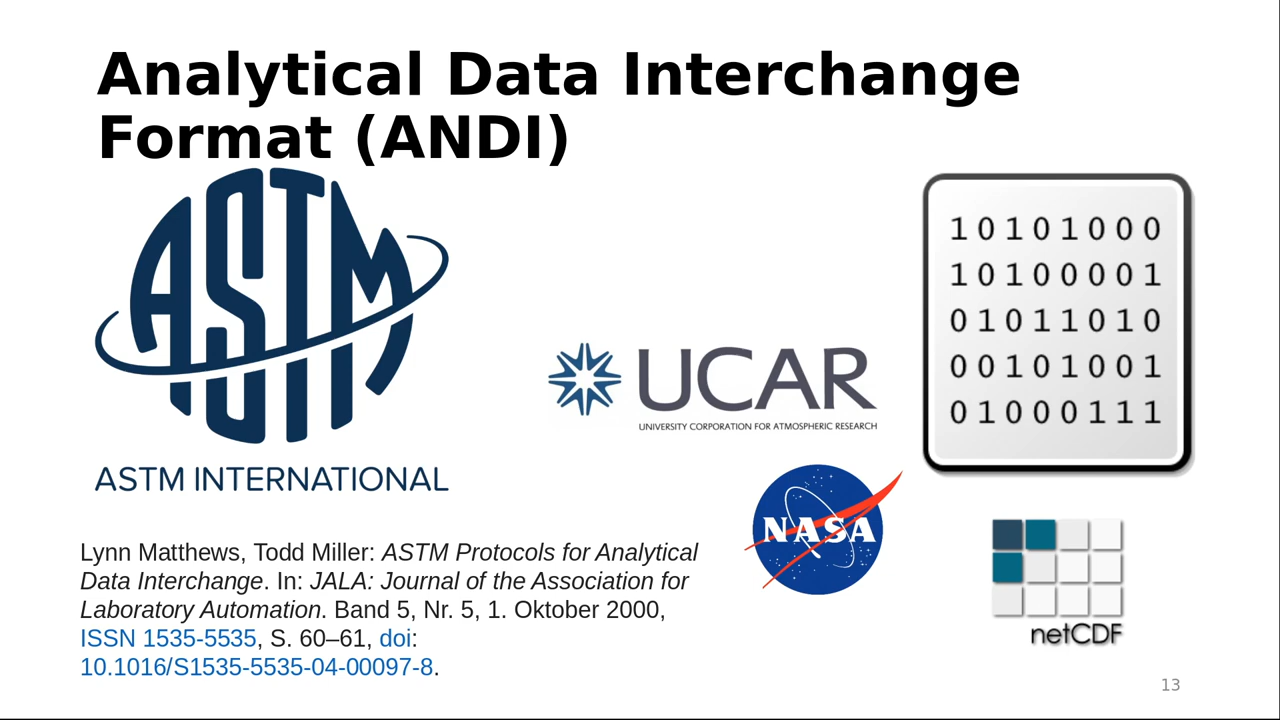 Analytical Data Interchange
Format (ANDI)
ASTM
ASTM INTERNATIONAL
UCAR
UNIVERSITY CORPORATION FOR ATMOSPHERIC RESEARCH
10101000
10100001
01011010
00101001
01000111
NASA
netCDF
Lynn Matthews, Todd Miller: ASTM Protocols for Analytical
Data Interchange. In: JALA: Journal of the Association for
Laboratory Automation. Band 5, Nr. 5, 1. Oktober 2000,
ISSN 1535-5535, S. 60–61, doi:
10.1016/S1535-5535-04-00097-8.
13